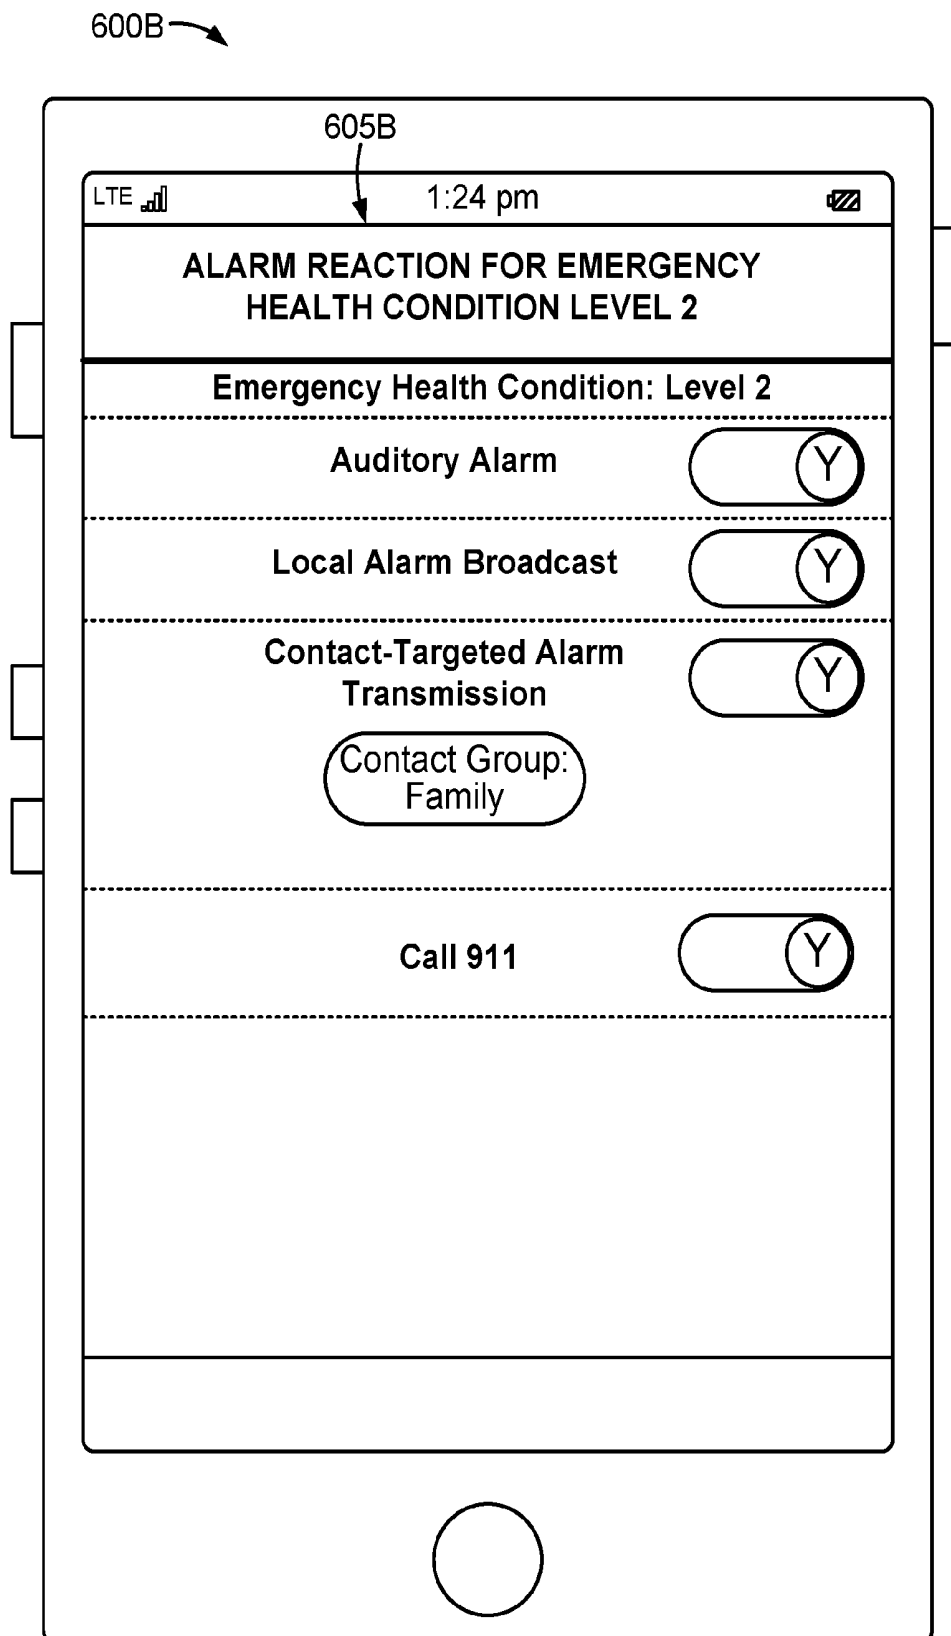 600B
605B
LTE 1:24 pm
ALARM REACTION FOR EMERGENCY
HEALTH CONDITION LEVEL 2
Emergency Health Condition: Level 2
Auditory Alarm Y
Local Alarm Broadcast Y
Contact-Targeted Alarm
Transmission Y
Contact Group:
Family
Call 911 Y